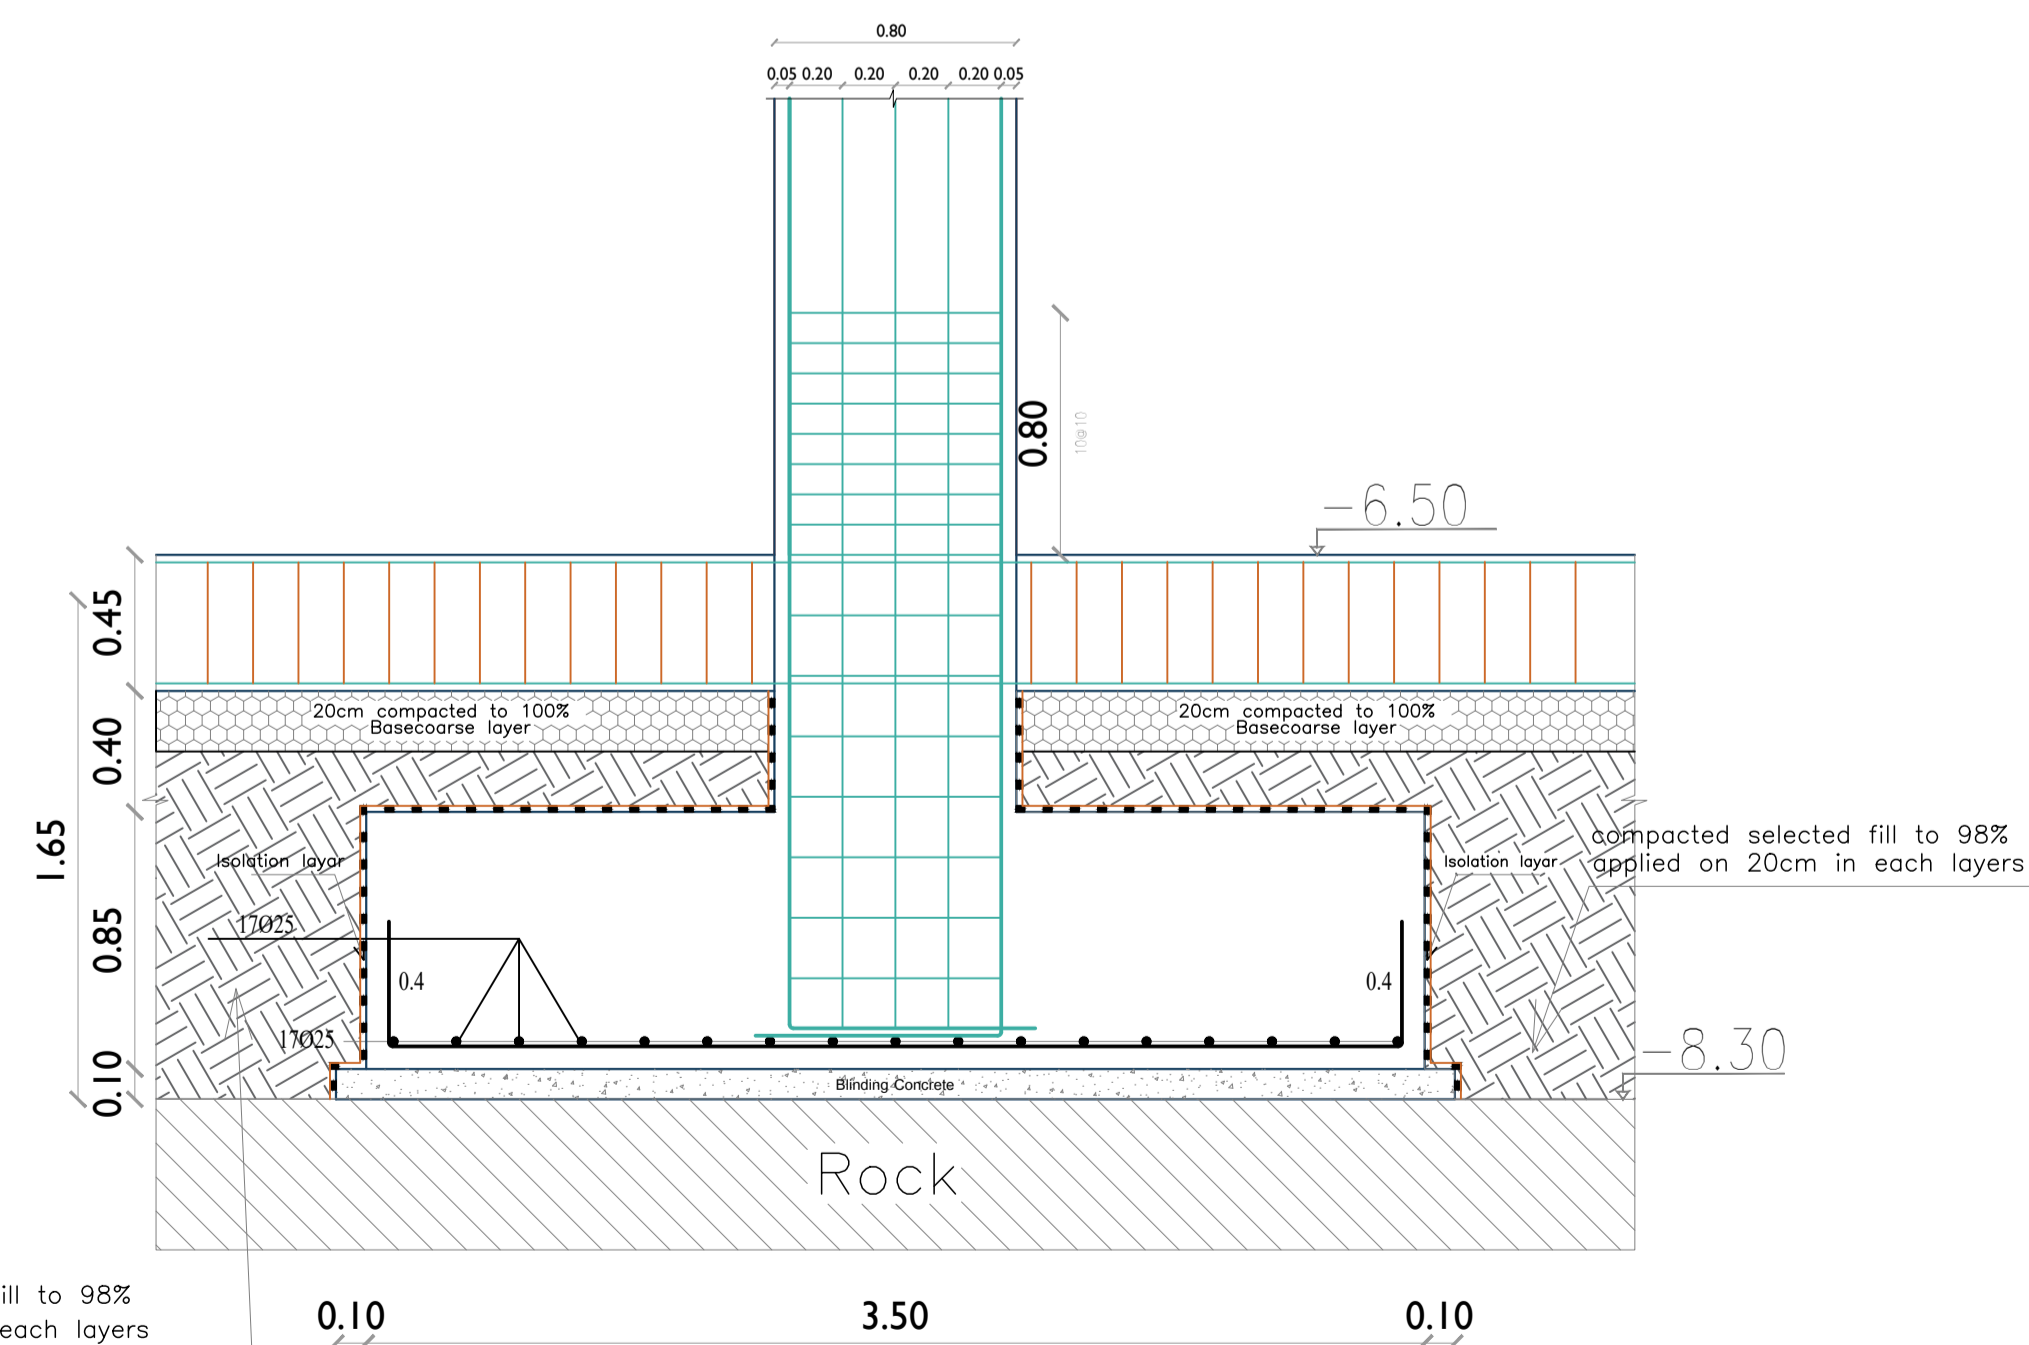 0.80
0.05 0.20 0.20 0.20 0.20 0.05
0.80
10@10
-6.50
0.45
20cm compacted to 100%
Basecoarse layer
20cm compacted to 100%
Basecoarse layer
0.40
1.65
compacted selected fill to 98%
applied on 20cm in each layers
Isolation layar
Isolation layar
0.85
17Ø25
0.4
0.4
17Ø25
-8.30
0.10
Blinding Concrete
Rock
ill to 98%
each layers
0.10 3.50 0.10